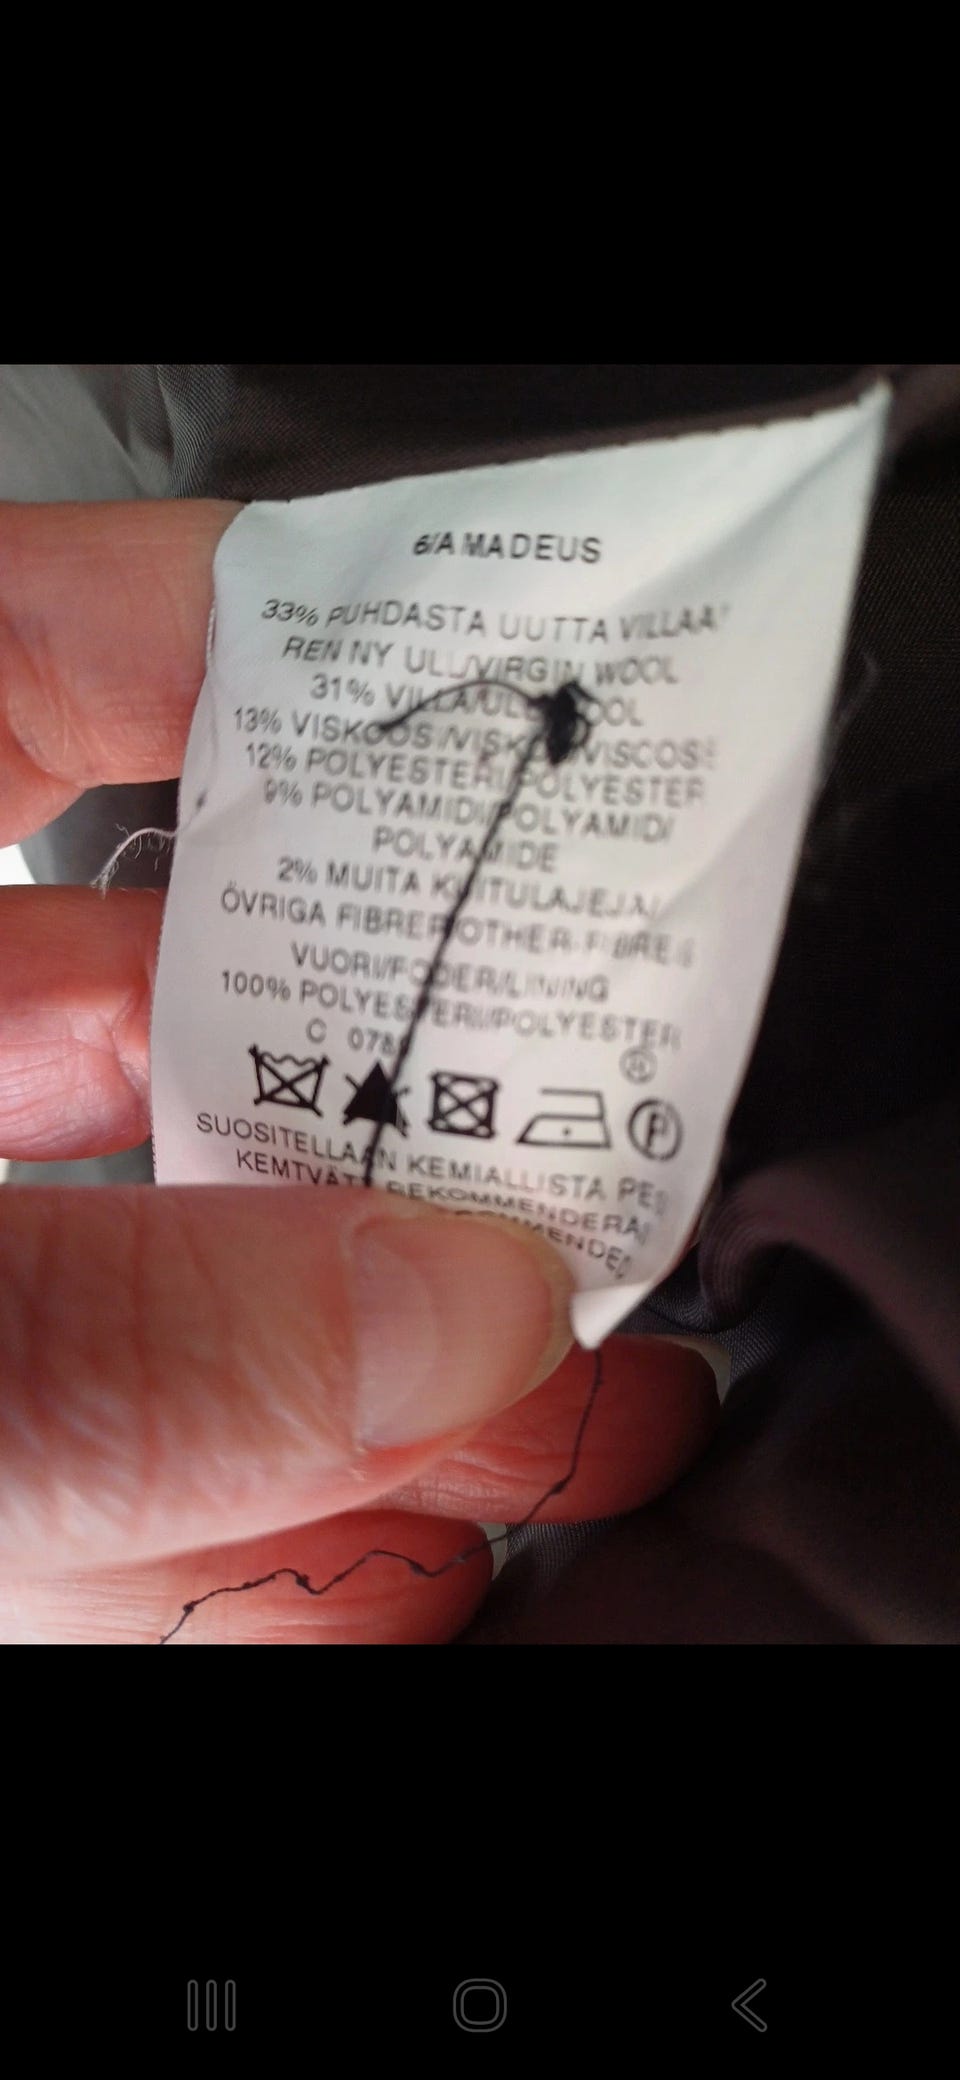 6/AMADEUS
33% PUHDASTA UUTTA VILLAA/
REN NY ULL/VIRGIN WOOL
31% VILLA/ULL/WOOL
13% VISKOOSI/VISKOS/VISCOSE
12% POLYESTERI/POLYESTER
9% POLYAMIDI/POLYAMID/
POLYAMIDE
2% MUITA KUITULAJEJA/
ÖVRIGA FIBRER/OTHER FIBRES
VUORI/FODER/LINING
100% POLYESTERI/POLYESTER
C
®
P
SUOSITELLAAN KEMIALLISTA
KEMTVÄTT REKOMMENDERAS